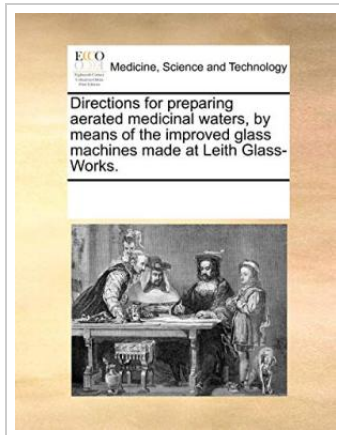 ECCO
Medicine, Science and Technology
Directions for preparing
aerated medicinal waters, by
means of the improved glass
machines made at Leith Glass-
Works.